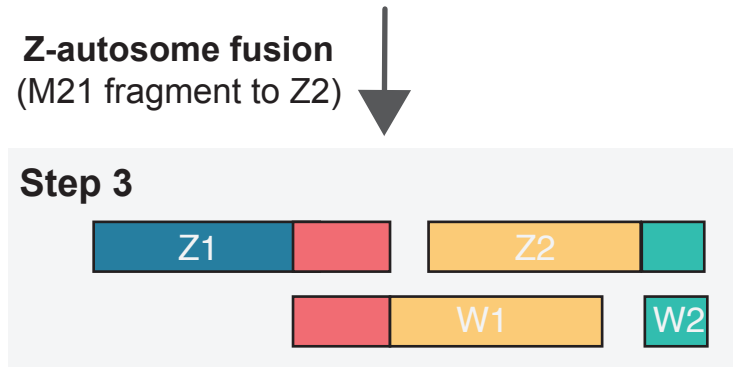 Z-autosome fusion
(M21 fragment to Z2)
Step 3
Z1
Z2
W1
W2